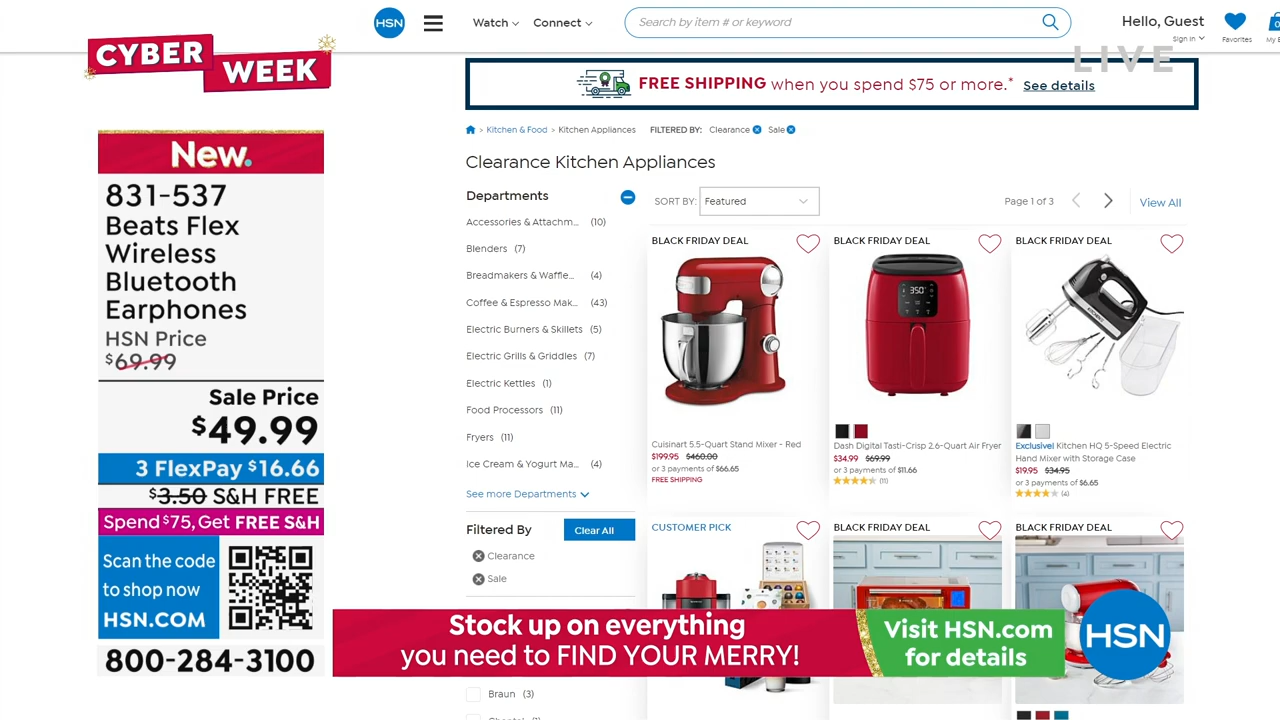 HSN
Watch
Connect
Search by item # or keyword
Hello, Guest
Sign In
Favorites
LIVE
CYBER
WEEK
FREE SHIPPING when you spend $75 or more.* See details
> Kitchen & Food > Kitchen Appliances FILTERED BY: Clearance Sale
Clearance Kitchen Appliances
New.
831-537
Beats Flex
Wireless
Bluetooth
Earphones
HSN Price
$69.99
Sale Price
$49.99
3 FlexPay $16.66
$3.50 S&H FREE
Spend $75, Get FREE S&H
Scan the code
to shop now
HSN.COM
800-284-3100
Departments
Accessories & Attachm... (10)
Blenders (7)
Breadmakers & Waffle... (4)
Coffee & Espresso Mak... (43)
Electric Burners & Skillets (5)
Electric Grills & Griddles (7)
Electric Kettles (1)
Food Processors (11)
Fryers (11)
Ice Cream & Yogurt Ma... (4)
See more Departments
Filtered By
Clear All
Clearance
Sale
Braun (3)
SORT BY: Featured
Page 1 of 3
View All
BLACK FRIDAY DEAL
Cuisinart 5.5-Quart Stand Mixer - Red
$199.95 $460.00
or 3 payments of $66.65
FREE SHIPPING
BLACK FRIDAY DEAL
350°
Dash Digital Tasti-Crisp 2.6-Quart Air Fryer
$34.99 $69.99
or 3 payments of $11.66
(11)
BLACK FRIDAY DEAL
Exclusive! Kitchen HQ 5-Speed Electric
Hand Mixer with Storage Case
$19.95 $34.95
or 3 payments of $6.65
(4)
CUSTOMER PICK
BLACK FRIDAY DEAL
BLACK FRIDAY DEAL
Stock up on everything
you need to FIND YOUR MERRY!
Visit HSN.com
for details
HSN